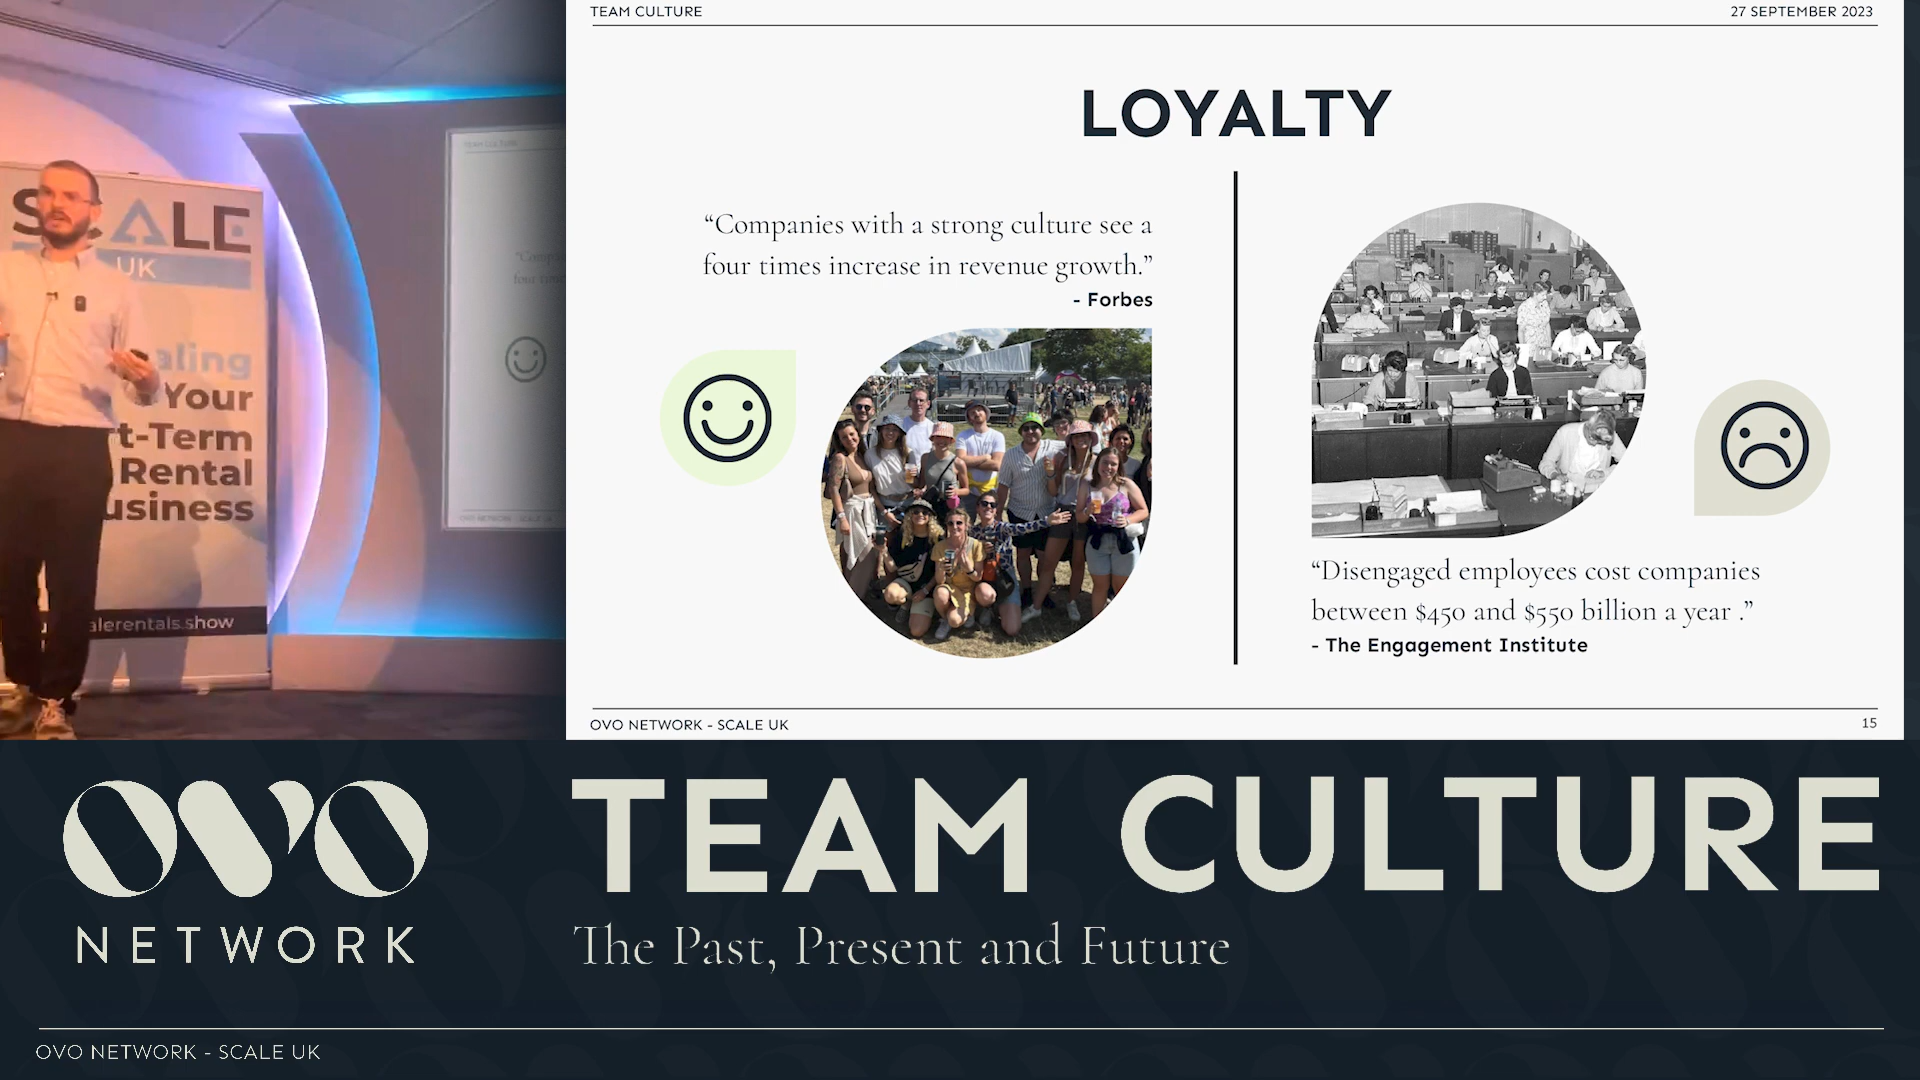 TEAM CULTURE
27 SEPTEMBER 2023
LOYALTY
“Companies with a strong culture see a
four times increase in revenue growth.”
- Forbes
“Disengaged employees cost companies
between $450 and $550 billion a year .”
- The Engagement Institute
OVO NETWORK - SCALE UK
15
SCALE
UK
aling
Your
t-Term
Rental
usiness
alerentals.show
OVO
NETWORK
TEAM CULTURE
The Past, Present and Future
OVO NETWORK - SCALE UK